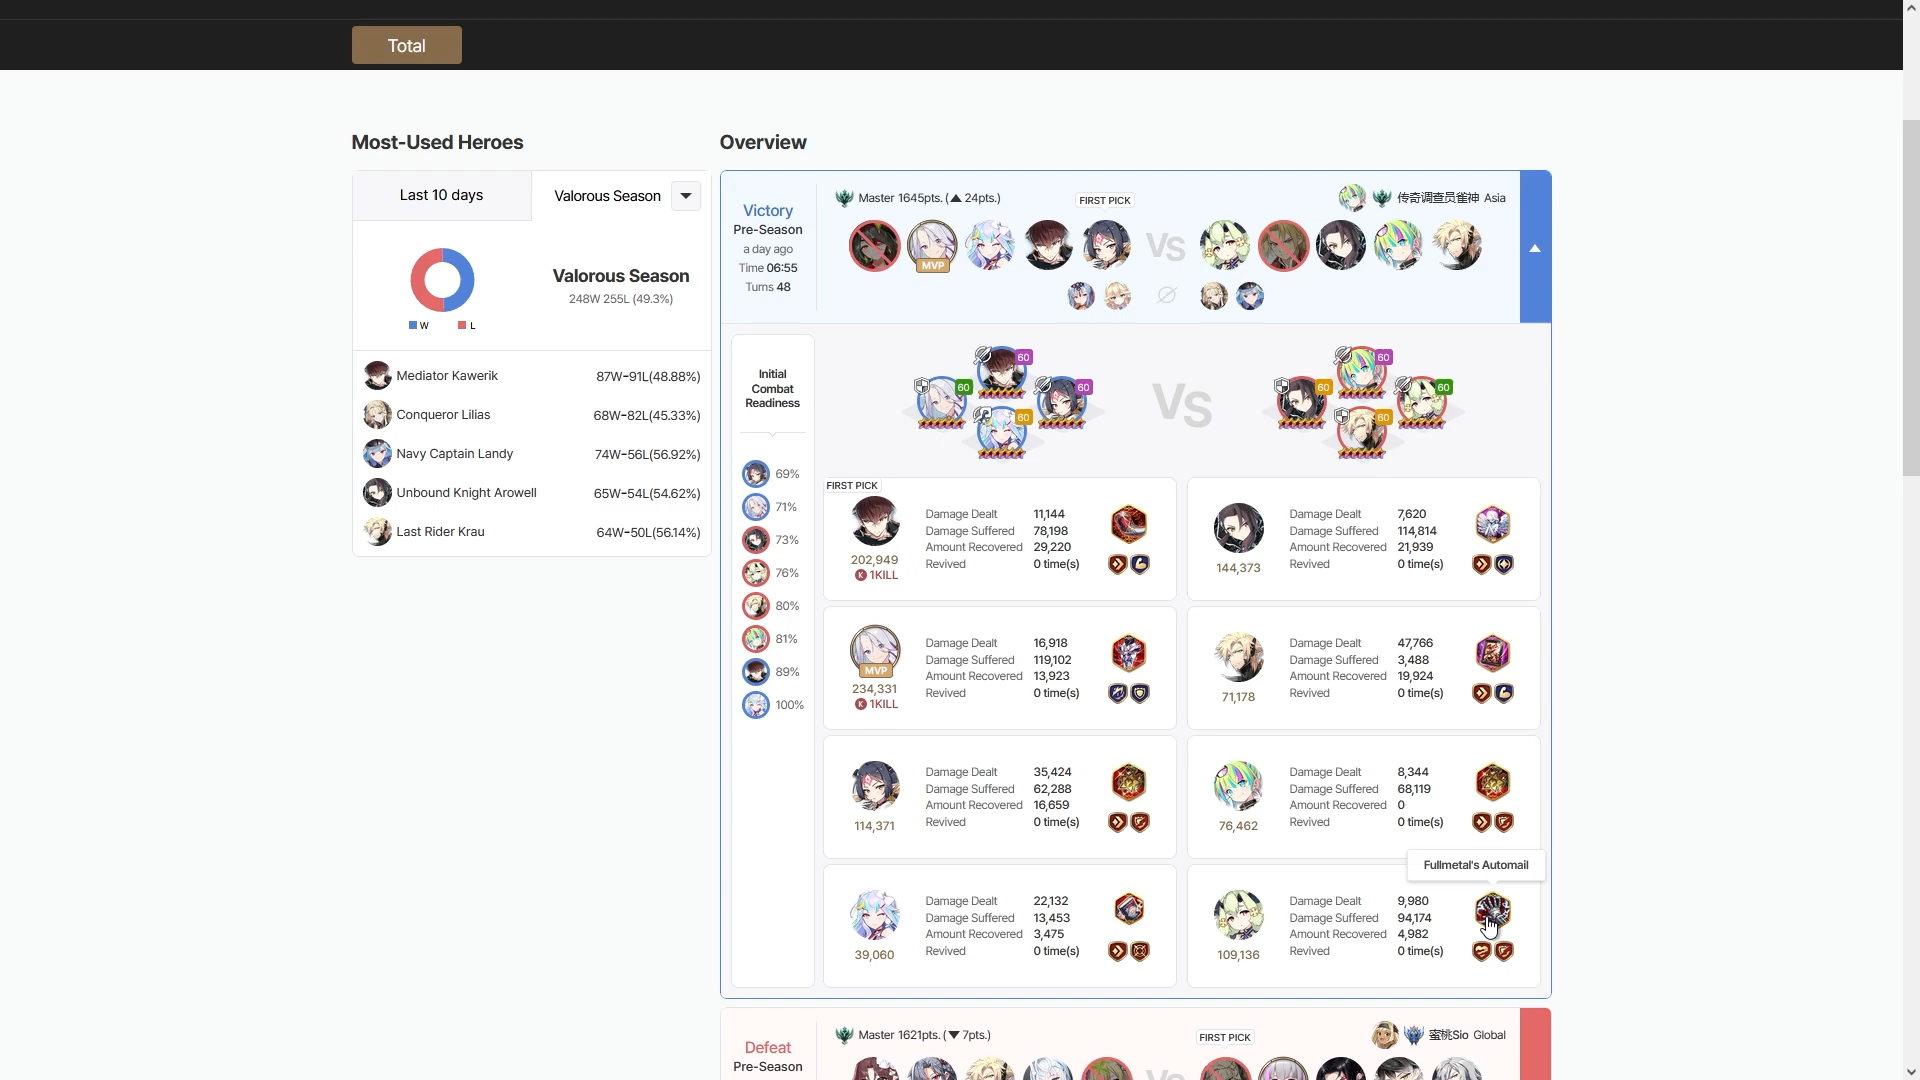 Total
Most-Used Heroes
Last 10 days
Valorous Season
Valorous Season
248W 255L (49.3%)
W
L
Mediator Kawerik 87W-91L(48.88%)
Conqueror Lilias 68W-82L(45.33%)
Navy Captain Landy 74W-56L(56.92%)
Unbound Knight Arowell 65W-54L(54.62%)
Last Rider Krau 64W-50L(56.14%)
Overview
Victory
Pre-Season
a day ago
Time 06:55
Turns 48
Master 1645pts. (▲ 24pts.)
FIRST PICK
MVP
VS
传奇调查员雀神 Asia
Initial
Combat
Readiness
69%
71%
73%
76%
80%
81%
89%
100%
60
60
60
60
VS
60
60
60
60
FIRST PICK
202,949
K 1KILL
Damage Dealt 11,144
Damage Suffered 78,198
Amount Recovered 29,220
Revived 0 time(s)
144,373
Damage Dealt 7,620
Damage Suffered 114,814
Amount Recovered 21,939
Revived 0 time(s)
MVP
234,331
K 1KILL
Damage Dealt 16,918
Damage Suffered 119,102
Amount Recovered 13,923
Revived 0 time(s)
71,178
Damage Dealt 47,766
Damage Suffered 3,488
Amount Recovered 19,924
Revived 0 time(s)
114,371
Damage Dealt 35,424
Damage Suffered 62,288
Amount Recovered 16,659
Revived 0 time(s)
76,462
Damage Dealt 8,344
Damage Suffered 68,119
Amount Recovered 0
Revived 0 time(s)
Fullmetal's Automail
39,060
Damage Dealt 22,132
Damage Suffered 13,453
Amount Recovered 3,475
Revived 0 time(s)
109,136
Damage Dealt 9,980
Damage Suffered 94,174
Amount Recovered 4,982
Revived 0 time(s)
Defeat
Pre-Season
Master 1621pts. (▼ 7pts.)
FIRST PICK
VS
蜜桃Sio Global